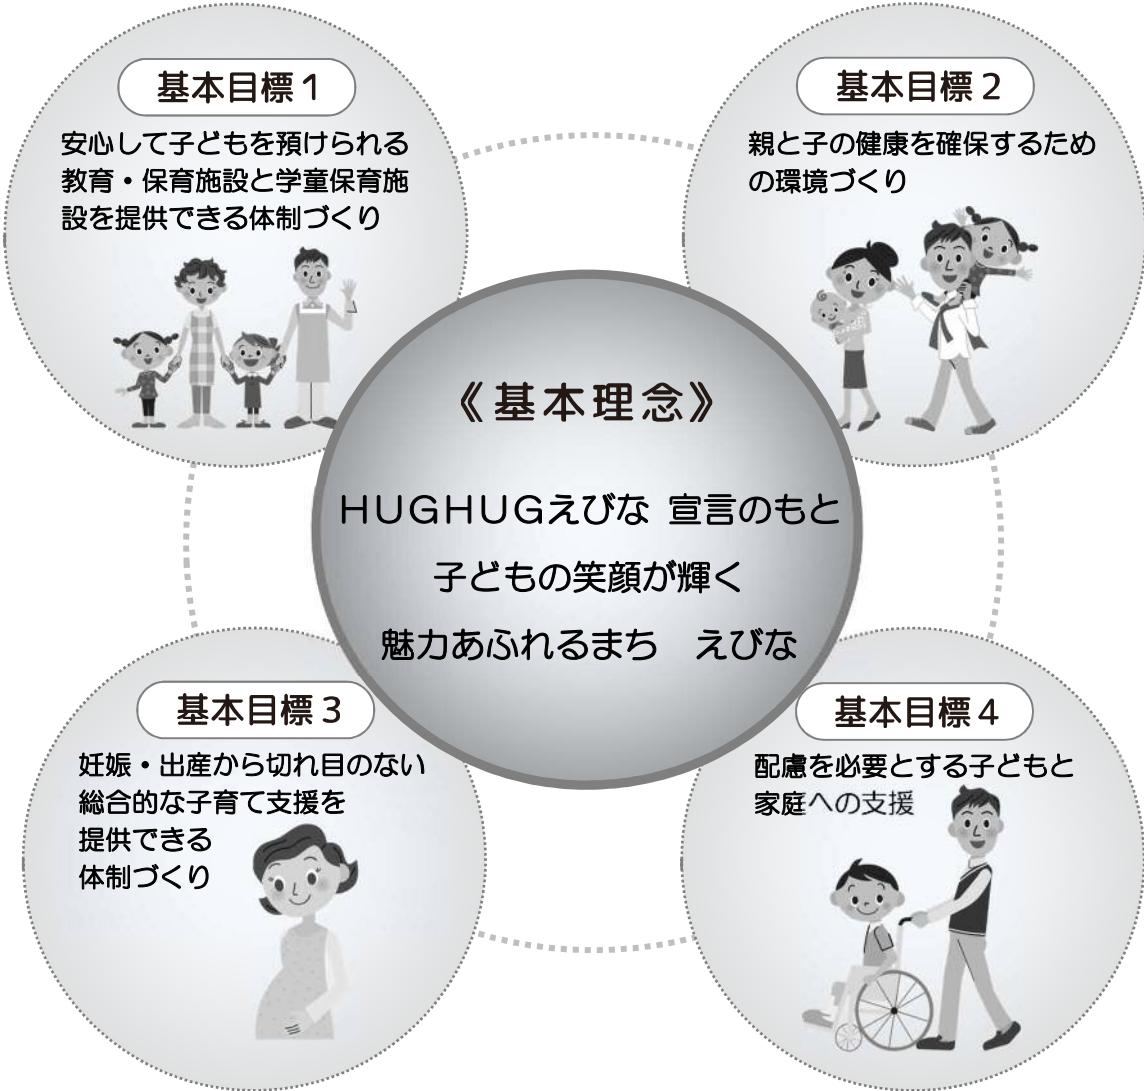 基本目標１
安心して子どもを預けられる
教育・保育施設と学童保育施
設を提供できる体制づくり
基本目標２
親と子の健康を確保するため
の環境づくり
《基本理念》
ＨＵＧＨＵＧえびな 宣言のもと
子どもの笑顔が輝く
魅力あふれるまち　えびな
基本目標３
妊娠・出産から切れ目のない
総合的な子育て支援を
提供できる
体制づくり
基本目標４
配慮を必要とする子どもと
家庭への支援